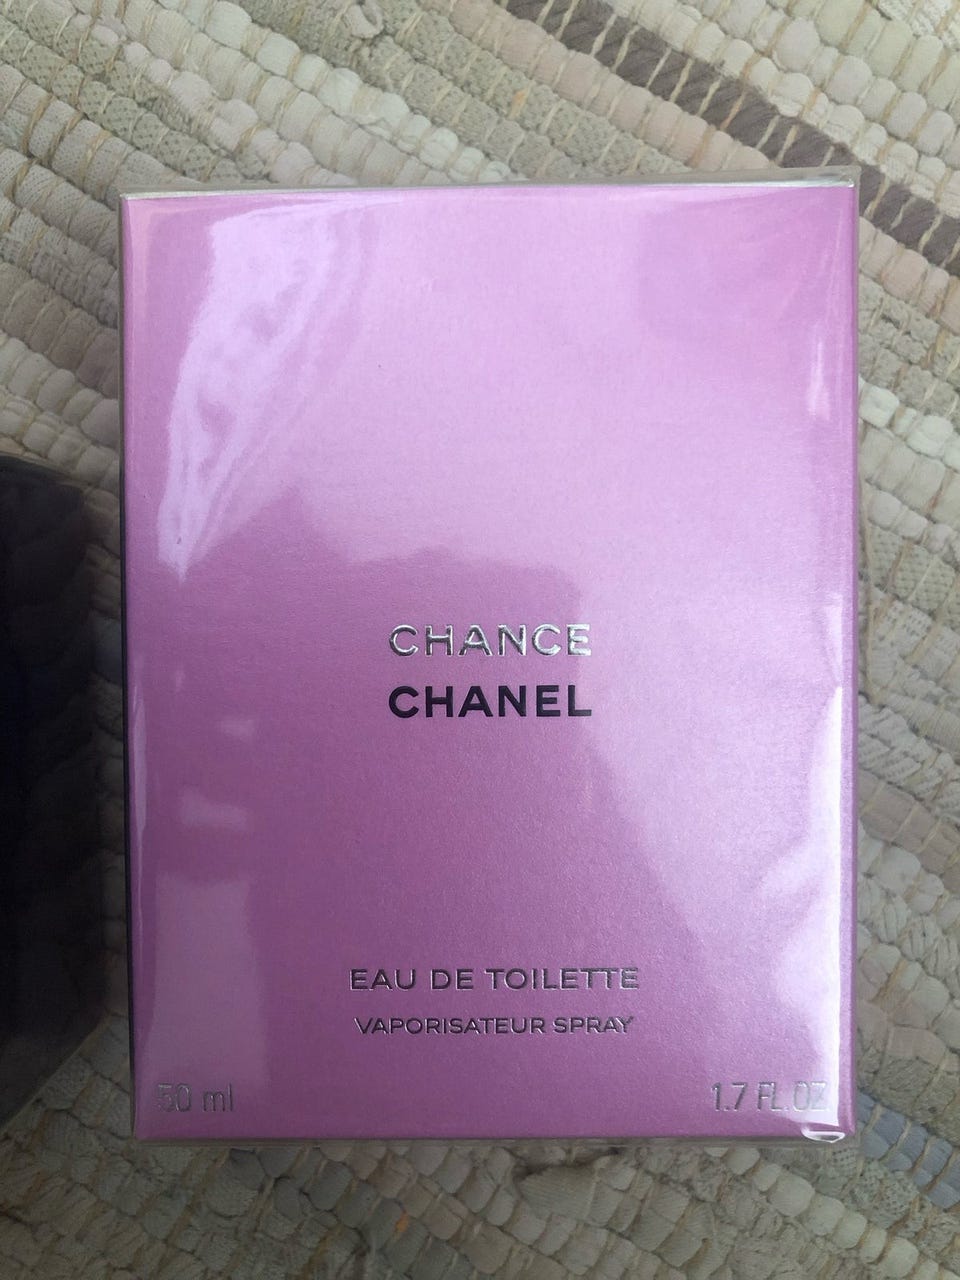 CHANCE
CHANEL
EAU DE TOILETTE
VAPORISATEUR SPRAY
50 ml 1.7 FL.OZ